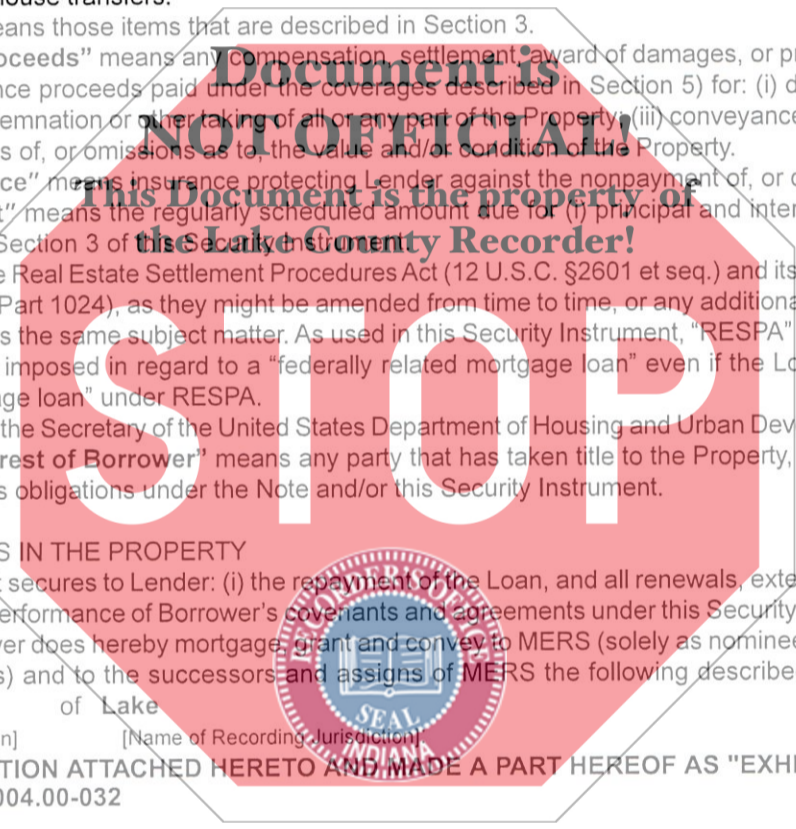 ouse transfers.
eans those items that are described in Section 3.
oceeds” means any compensation, settlement, award of damages, or pr
Document is
nce proceeds paid under the coverages described in Section 5) for: (i) d
emnation or other taking of all or any part of the Property; (iii) conveyance
NOT OFFICIAL!
s of, or omissions as to, the value and/or condition of the Property.
ce” means insurance protecting Lender against the nonpayment of, or d
This Document is the property of
t” means the regularly scheduled amount due for (i) principal and inter
Section 3 of this Security Instrument.
the Lake County Recorder!
e Real Estate Settlement Procedures Act (12 U.S.C. §2601 et seq.) and its
Part 1024), as they might be amended from time to time, or any additiona
s the same subject matter. As used in this Security Instrument, “RESPA”
imposed in regard to a “federally related mortgage loan” even if the Lo
ge loan” under RESPA.
STOP
the Secretary of the United States Department of Housing and Urban Dev
rest of Borrower” means any party that has taken title to the Property,
s obligations under the Note and/or this Security Instrument.
S IN THE PROPERTY
t secures to Lender: (i) the repayment of the Loan, and all renewals, exte
erformance of Borrower’s covenants and agreements under this Security
ver does hereby mortgage, grant and convey to MERS (solely as nominee
s) and to the successors and assigns of MERS the following describe
of Lake
on] [Name of Recording Jurisdiction]
RECORDER'S OFFICE
SEAL
INDIANA
TION ATTACHED HERETO AND MADE A PART HEREOF AS "EXHI
004.00-032